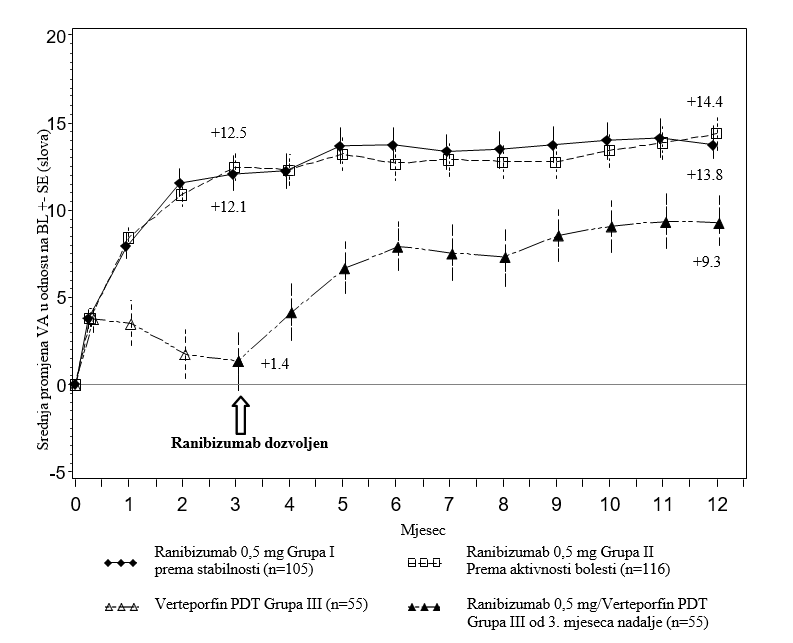 Srednja promjena VA u odnosu na BL +- SE (slova)
20
15
10
5
0
-5
+12.5
+12.1
+14.4
+13.8
+9.3
+1.4
Ranibizumab dozvoljen
0 1 2 3 4 5 6 7 8 9 10 11 12
Mjesec
Ranibizumab 0,5 mg Grupa I
prema stabilnosti (n=105)
Ranibizumab 0,5 mg Grupa II
Prema aktivnosti bolesti (n=116)
Verteporfin PDT Grupa III (n=55)
Ranibizumab 0,5 mg/Verteporfin PDT
Grupa III od 3. mjeseca nadalje (n=55)